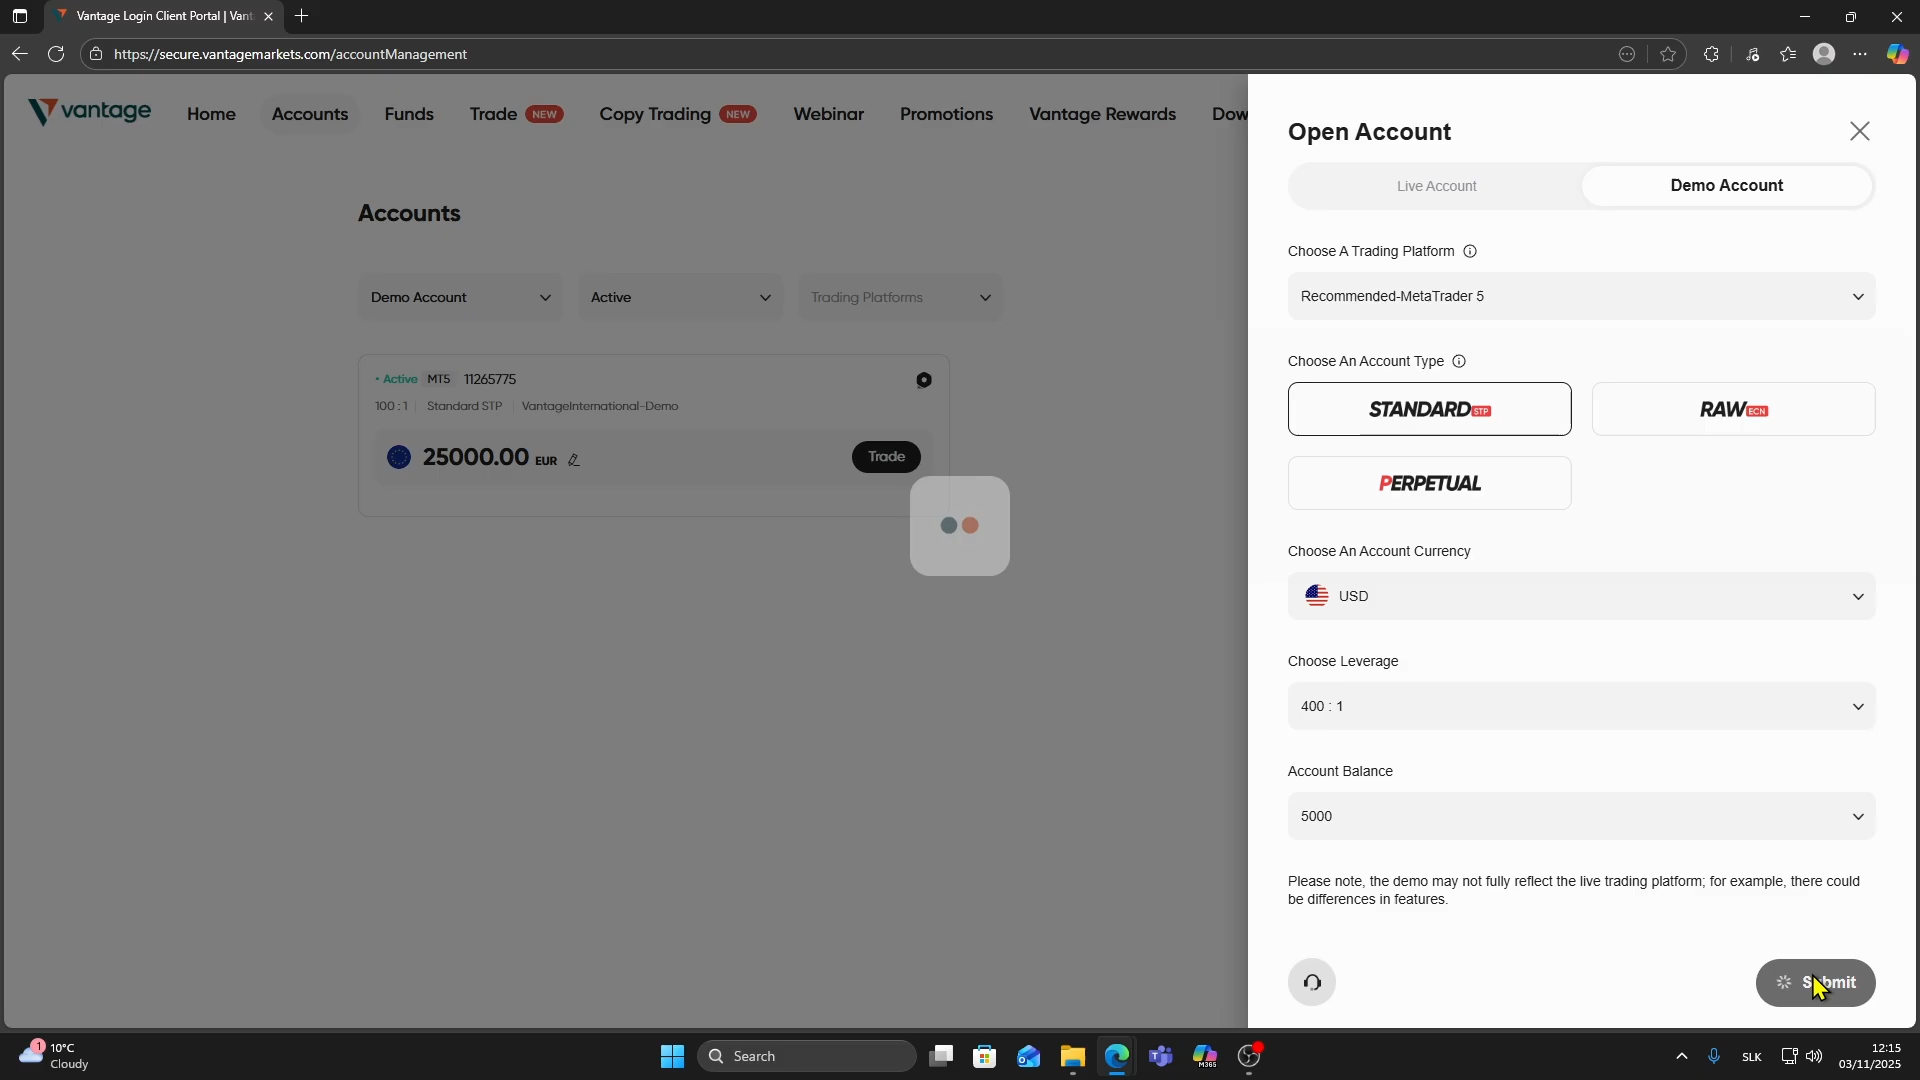 Vantage Login Client Portal | Vant
https://secure.vantagemarkets.com/accountManagement
vantage
Home
Accounts
Funds
Trade NEW
Copy Trading NEW
Webinar
Promotions
Vantage Rewards
Dow
Accounts
Demo Account
Active
Trading Platforms
• Active MT5 11265775
100 : 1 Standard STP VantageInternational-Demo
25000.00 EUR
Trade
Open Account
Live Account
Demo Account
Choose A Trading Platform
Recommended-MetaTrader 5
Choose An Account Type
STANDARD STP
RAW ECN
PERPETUAL
Choose An Account Currency
USD
Choose Leverage
400 : 1
Account Balance
5000
Please note, the demo may not fully reflect the live trading platform; for example, there could
be differences in features.
Submit
1
10°C
Cloudy
Search
M365
SLK
12:15
03/11/2025